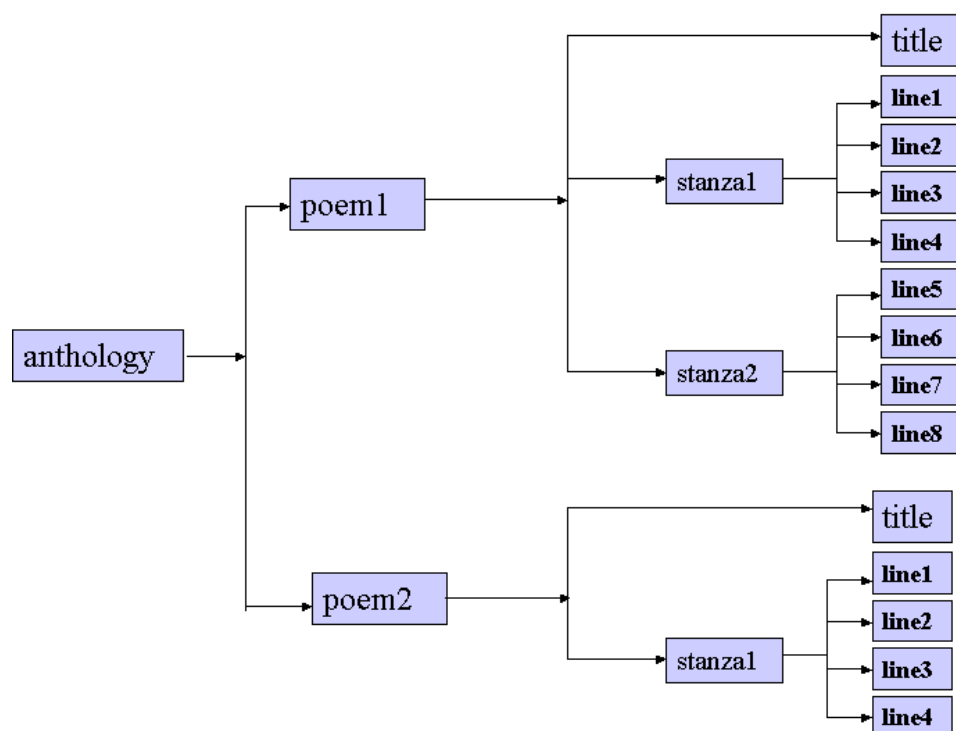 title
line1
line2
stanza1
line3
poem1
line4
line5
line6
anthology
stanza2
line7
line8
title
line1
poem2
line2
stanza1
line3
line4